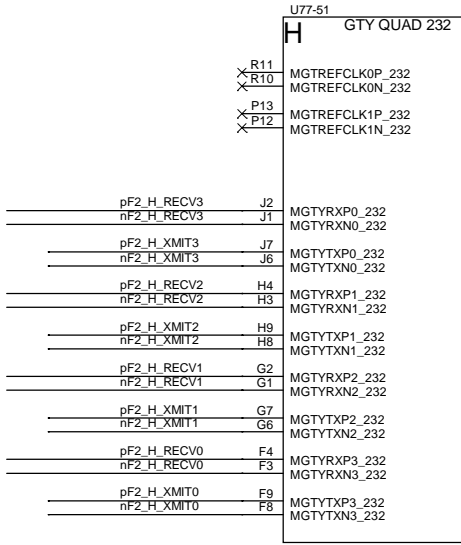 U77-51
H GTY QUAD 232
R11 MGTREFCLK0P_232
R10 MGTREFCLK0N_232
P13 MGTREFCLK1P_232
P12 MGTREFCLK1N_232
pF2_H_RECV3 J2 MGTYRXP0_232
nF2_H_RECV3 J1 MGTYRXN0_232
pF2_H_XMIT3 J7 MGTYTXP0_232
nF2_H_XMIT3 J6 MGTYTXN0_232
pF2_H_RECV2 H4 MGTYRXP1_232
nF2_H_RECV2 H3 MGTYRXN1_232
pF2_H_XMIT2 H9 MGTYTXP1_232
nF2_H_XMIT2 H8 MGTYTXN1_232
pF2_H_RECV1 G2 MGTYRXP2_232
nF2_H_RECV1 G1 MGTYRXN2_232
pF2_H_XMIT1 G7 MGTYTXP2_232
nF2_H_XMIT1 G6 MGTYTXN2_232
pF2_H_RECV0 F4 MGTYRXP3_232
nF2_H_RECV0 F3 MGTYRXN3_232
pF2_H_XMIT0 F9 MGTYTXP3_232
nF2_H_XMIT0 F8 MGTYTXN3_232